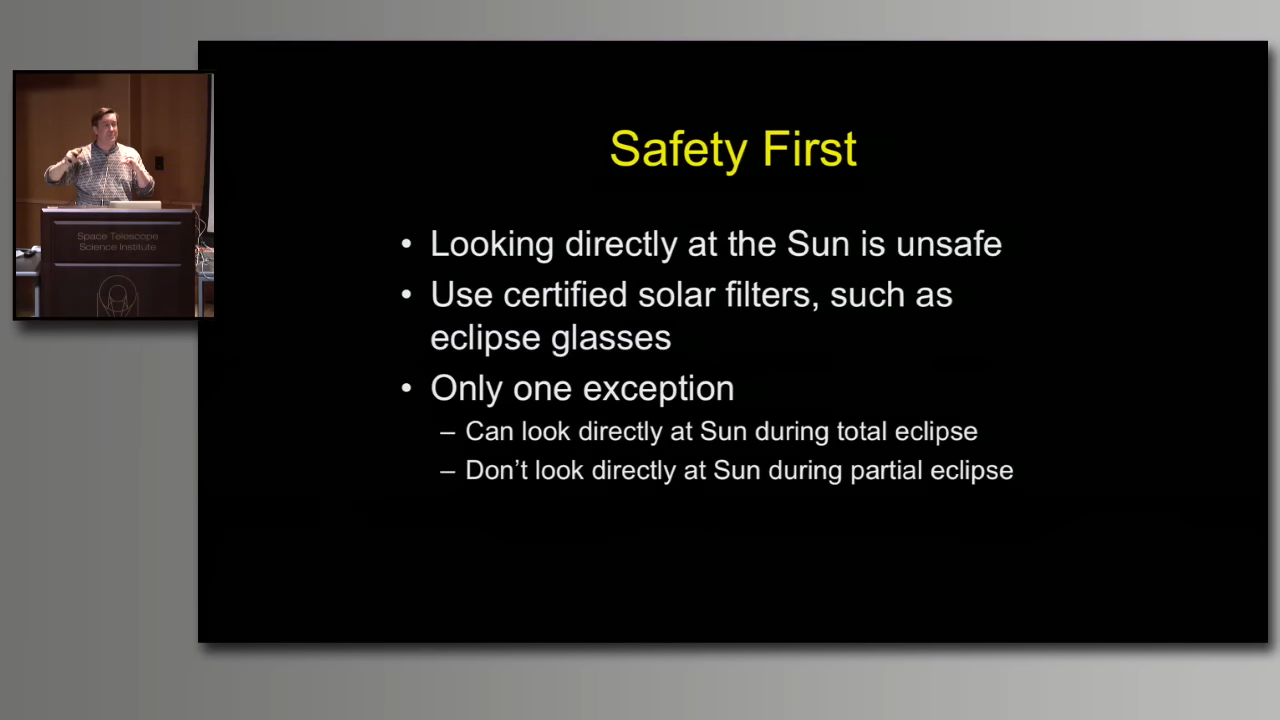 Safety First
• Looking directly at the Sun is unsafe
• Use certified solar filters, such as
eclipse glasses
• Only one exception
– Can look directly at Sun during total eclipse
– Don't look directly at Sun during partial eclipse
Space Telescope
Science Institute